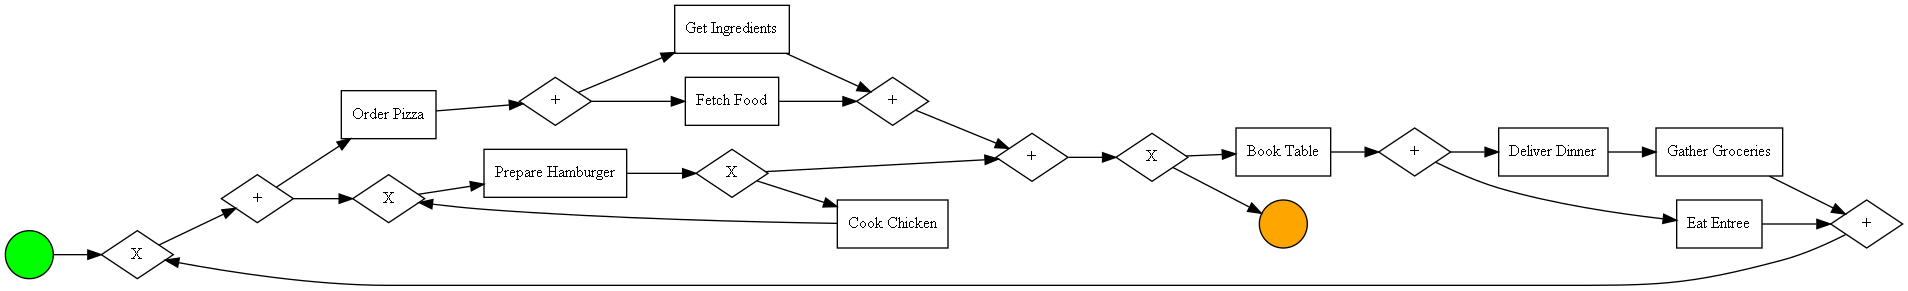 Get Ingredients
+
Fetch Food
+
Order Pizza
+
X
Book Table
+
Deliver Dinner
Gather Groceries
Prepare Hamburger
X
+
X
Cook Chicken
Eat Entree
+
X